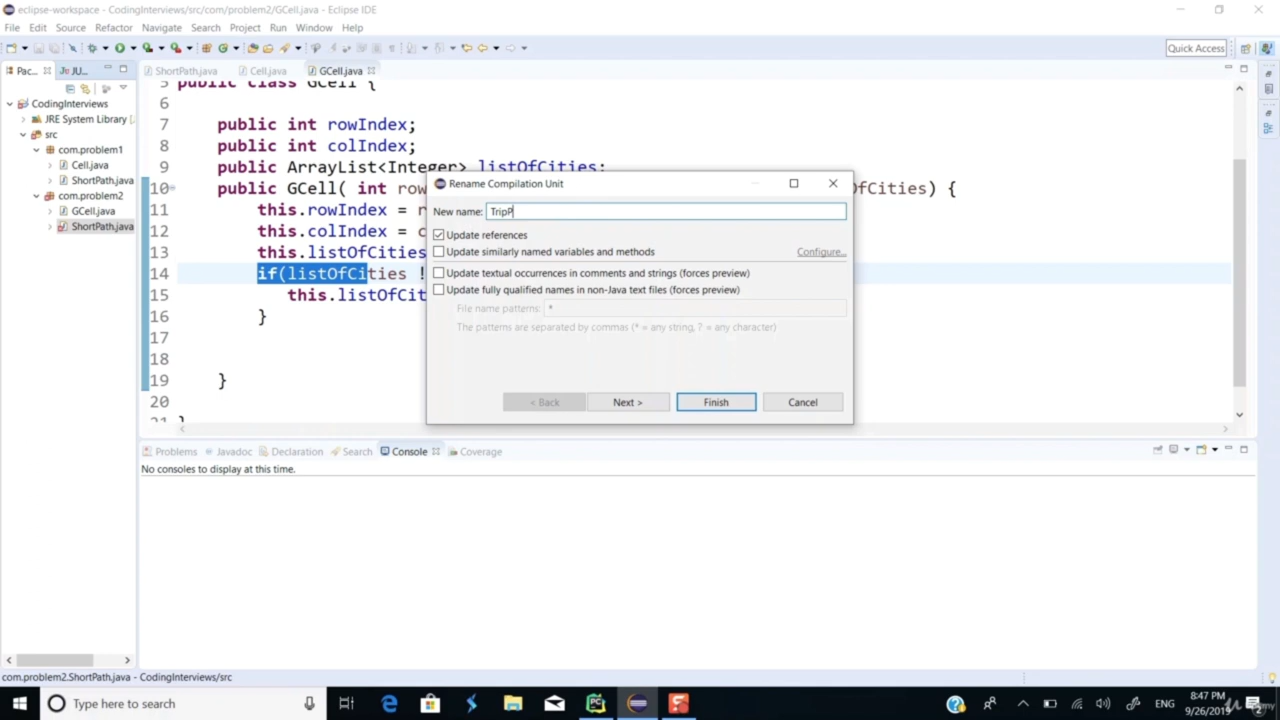 eclipse-workspace - CodingInterviews/src/com/problem2/GCell.java - Eclipse IDE
File Edit Source Refactor Navigate Search Project Run Window Help
Quick Access
Pac... JU...
ShortPath.java Cell.java GCell.java
CodingInterviews
JRE System Library [
src
com.problem1
Cell.java
ShortPath.java
com.problem2
GCell.java
ShortPath.java
5 public class GCell {
6
7 public int rowIndex;
8 public int colIndex;
9 public ArrayList<Integer> listOfCities;
10 public GCell( int row ofCities) {
11 this.rowIndex =
12 this.colIndex =
13 this.listOfCities
14 if(listOfCities !
15 this.listOfCit
16 }
17
18
19 }
20
21 }
Rename Compilation Unit
New name: TripP
Update references
Update similarly named variables and methods Configure...
Update textual occurrences in comments and strings (forces preview)
Update fully qualified names in non-Java text files (forces preview)
File name patterns: *
The patterns are separated by commas (* = any string, ? = any character)
< Back Next > Finish Cancel
Problems Javadoc Declaration Search Console Coverage
No consoles to display at this time.
com.problem2.ShortPath.java - CodingInterviews/src
Type here to search
ENG
8:47 PM
9/26/2019